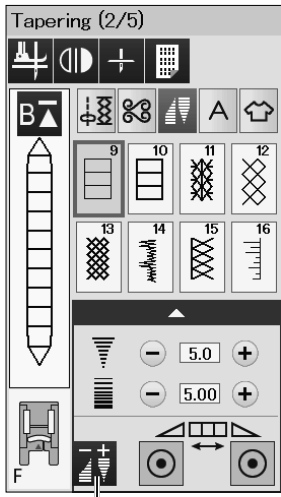 Tapering (2/5)
B
A
9 10 11 12
13 14 15 16
− 5.0 +
− 5.00 +
F
− +